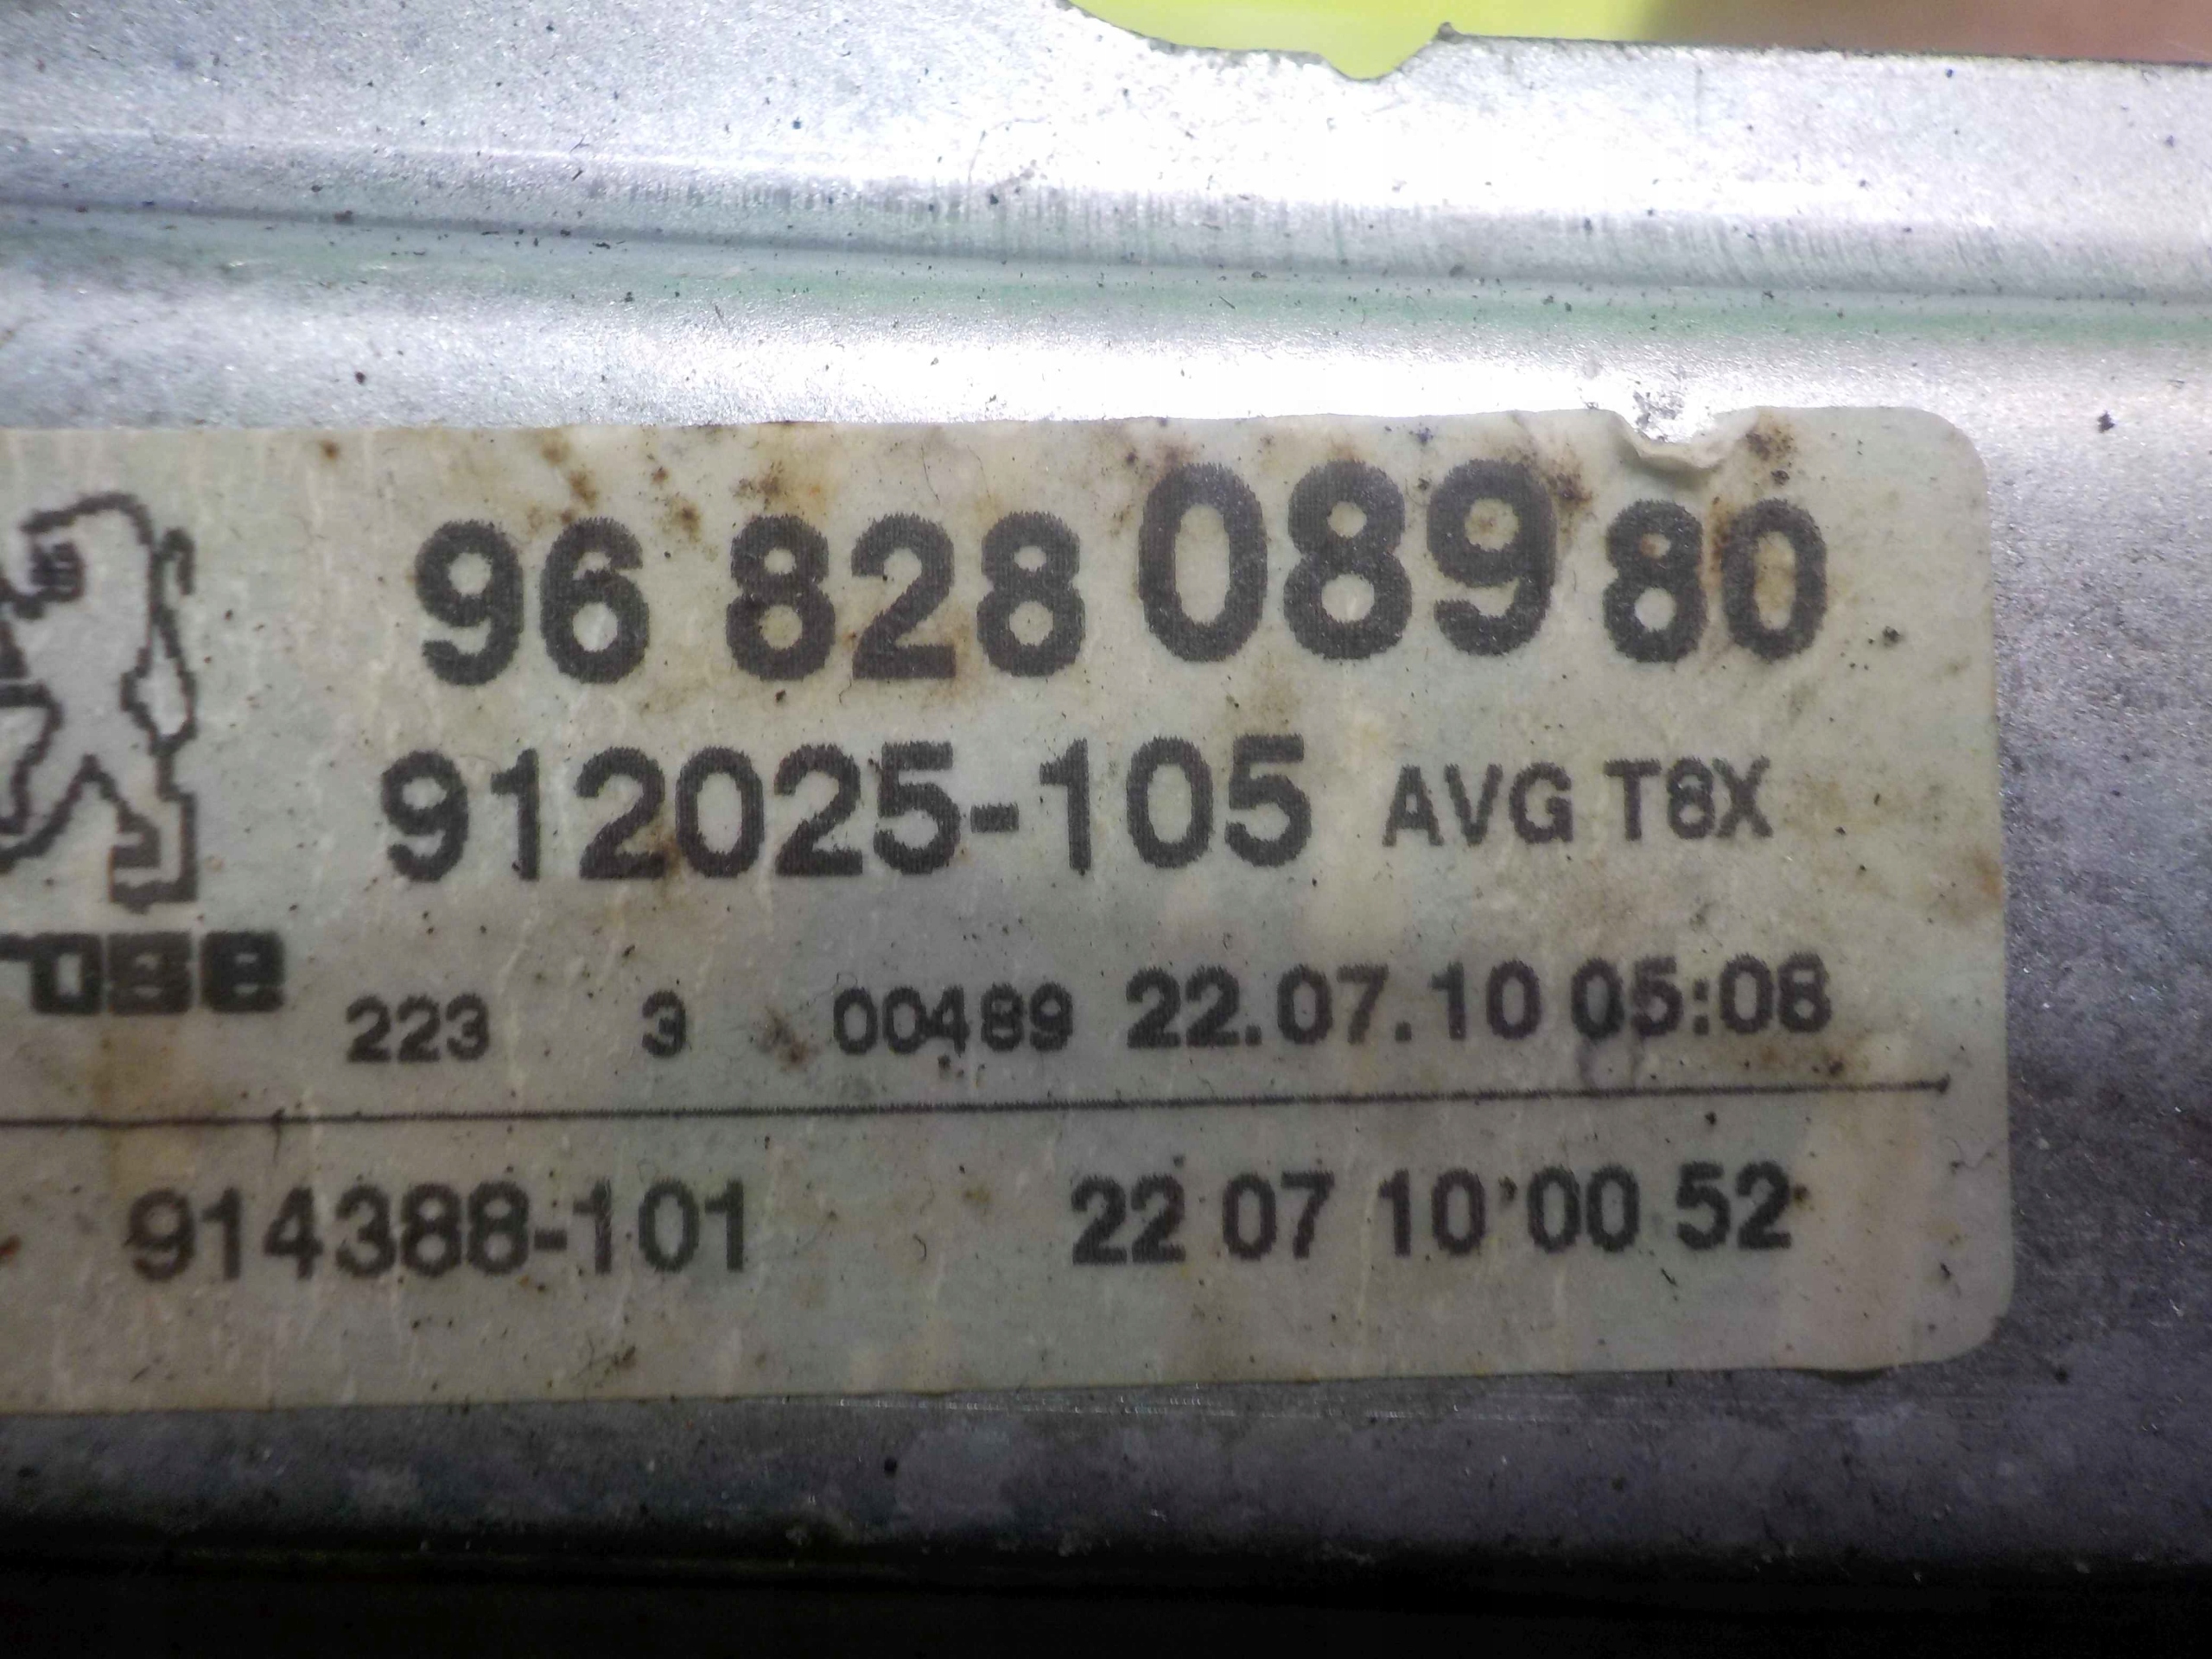 96 828 089 80
912025-105 AVG T8X
rose
223 3 00489 22.07.10 05:08
914388-101 22 07 10 00 52